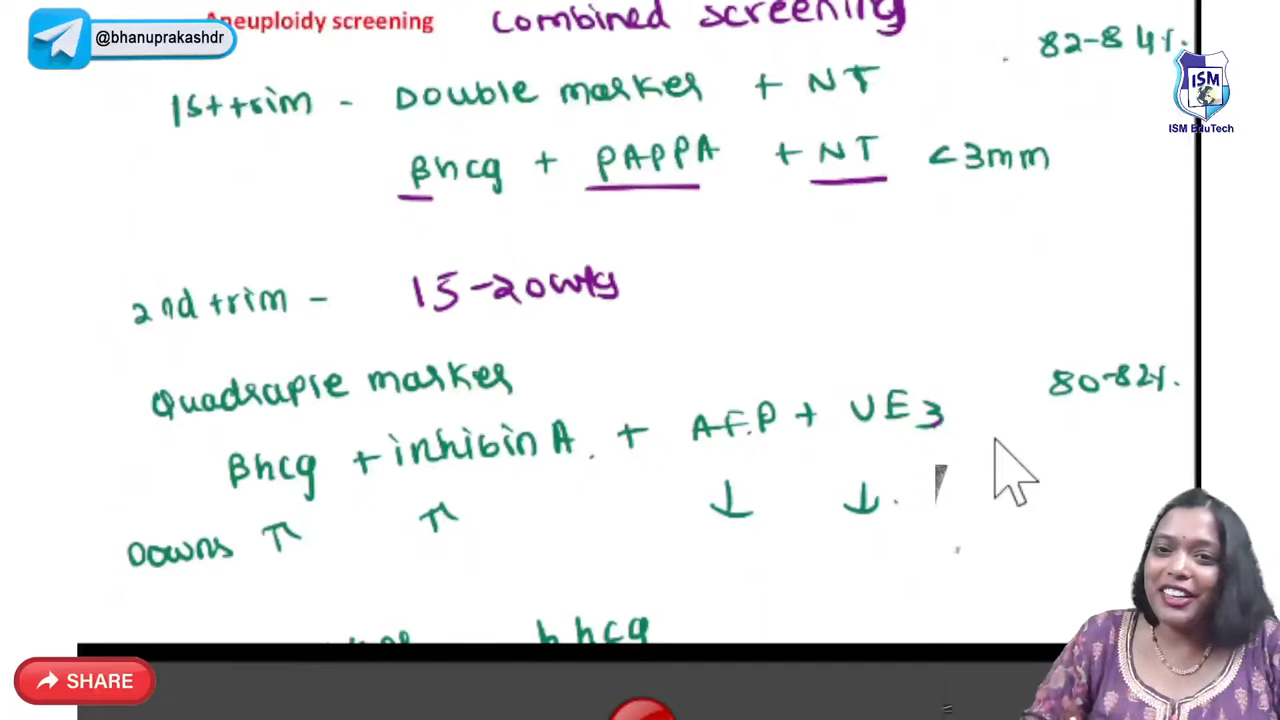 Aneuploidy screening combined screening
@bhanuprakashdr
82-84%.
ISM
ISM EduTech
1st trim - Double marker + NT
βhcg + PAPPA + NT <3mm
2nd trim - 15-20wks
Quadraple marker
80-82%.
βhcg + inhibin A. + AFP + UE3
Downs ↑ ↑ ↓ ↓.
hcg
SHARE